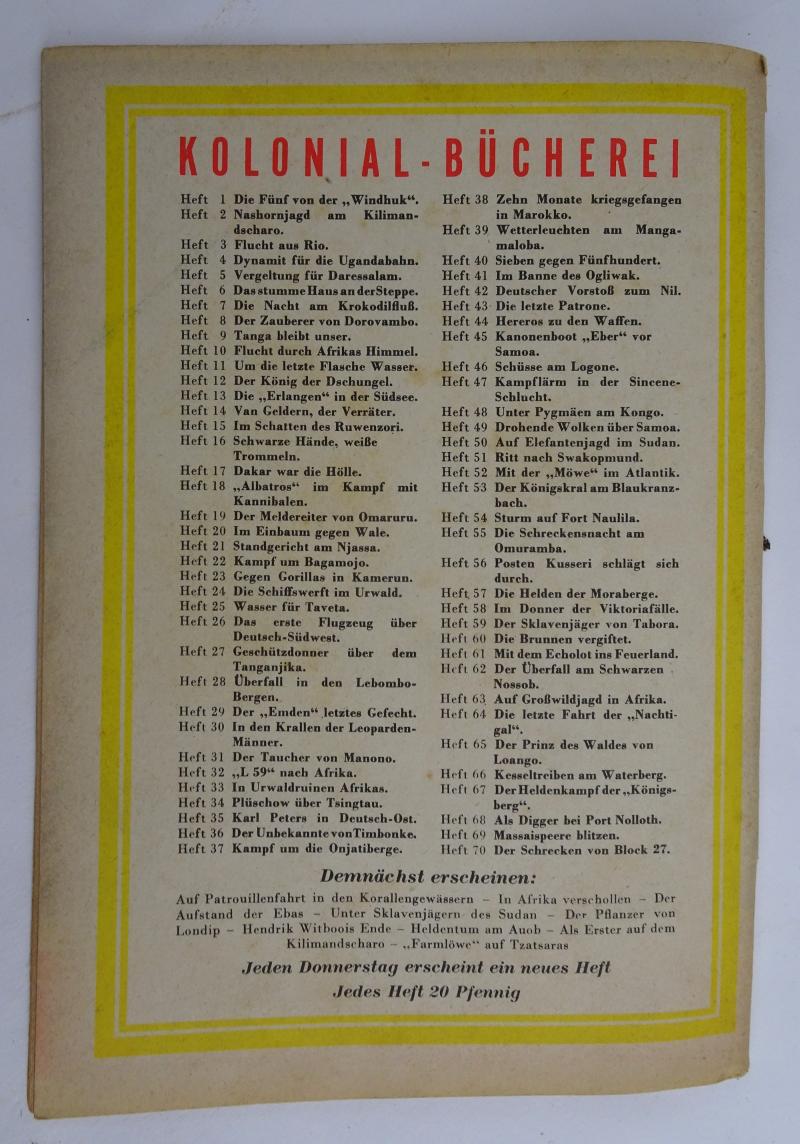 KOLONIAL-BÜCHEREI
Heft 1 Die Fünf von der „Windhuk“.
Heft 2 Nashornjagd am Kiliman-
dscharo.
Heft 3 Flucht aus Rio.
Heft 4 Dynamit für die Ugandabahn.
Heft 5 Vergeltung für Daressalam.
Heft 6 Das stumme Haus an der Steppe.
Heft 7 Die Nacht am Krokodilfluß.
Heft 8 Der Zauberer von Dorovambo.
Heft 9 Tanga bleibt unser.
Heft 10 Flucht durch Afrikas Himmel.
Heft 11 Um die letzte Flasche Wasser.
Heft 12 Der König der Dschungel.
Heft 13 Die „Erlangen“ in der Südsee.
Heft 14 Van Geldern, der Verräter.
Heft 15 Im Schatten des Ruwenzori.
Heft 16 Schwarze Hände, weiße
Trommeln.
Heft 17 Dakar war die Hölle.
Heft 18 „Albatros“ im Kampf mit
Kannibalen.
Heft 19 Der Meldereiter von Omaruru.
Heft 20 Im Einbaum gegen Wale.
Heft 21 Standgericht am Njassa.
Heft 22 Kampf um Bagamojo.
Heft 23 Gegen Gorillas in Kamerun.
Heft 24 Die Schiffswerft im Urwald.
Heft 25 Wasser für Taveta.
Heft 26 Das erste Flugzeug über
Deutsch-Südwest.
Heft 27 Geschützdonner über dem
Tanganjika.
Heft 28 Überfall in den Lebombo-
Bergen.
Heft 29 Der „Emden“ letztes Gefecht.
Heft 30 In den Krallen der Leoparden-
Männer.
Heft 31 Der Taucher von Manono.
Heft 32 „L 59“ nach Afrika.
Heft 33 In Urwaldruinen Afrikas.
Heft 34 Plüschow über Tsingtau.
Heft 35 Karl Peters in Deutsch-Ost.
Heft 36 Der Unbekannte von Timbonke.
Heft 37 Kampf um die Onjatiberge.
Heft 38 Zehn Monate kriegsgefangen
in Marokko.
Heft 39 Wetterleuchten am Manga-
maloba.
Heft 40 Sieben gegen Fünfhundert.
Heft 41 Im Banne des Ogliwak.
Heft 42 Deutscher Vorstoß zum Nil.
Heft 43 Die letzte Patrone.
Heft 44 Hereros zu den Waffen.
Heft 45 Kanonenboot „Eber“ vor
Samoa.
Heft 46 Schüsse am Logone.
Heft 47 Kampflärm in der Sincene-
Schlucht.
Heft 48 Unter Pygmäen am Kongo.
Heft 49 Drohende Wolken über Samoa.
Heft 50 Auf Elefantenjagd im Sudan.
Heft 51 Ritt nach Swakopmund.
Heft 52 Mit der „Möwe“ im Atlantik.
Heft 53 Der Königskral am Blaukranz-
bach.
Heft 54 Sturm auf Fort Naulila.
Heft 55 Die Schreckensnacht am
Omuramba.
Heft 56 Posten Kusseri schlägt sich
durch.
Heft 57 Die Helden der Moraberge.
Heft 58 Im Donner der Viktoriafälle.
Heft 59 Der Sklavenjäger von Tabora.
Heft 60 Die Brunnen vergiftet.
Heft 61 Mit dem Echolot ins Feuerland.
Heft 62 Der Überfall am Schwarzen
Nossob.
Heft 63 Auf Großwildjagd in Afrika.
Heft 64 Die letzte Fahrt der „Nachti-
gal“.
Heft 65 Der Prinz des Waldes von
Loango.
Heft 66 Kesseltreiben am Waterberg.
Heft 67 Der Heldenkampf der „Königs-
berg“.
Heft 68 Als Digger bei Port Nolloth.
Heft 69 Massaispeere blitzen.
Heft 70 Der Schrecken von Block 27.
Demnächst erscheinen:
Auf Patrouillenfahrt in den Korallengewässern – In Afrika verschollen – Der
Aufstand der Ebas – Unter Sklavenjägern des Sudan – Der Pflanzer von
Londip – Hendrik Witboois Ende – Heldentum am Auob – Als Erster auf dem
Kilimandscharo – „Farmlöwe“ auf Tzatsaras
Jeden Donnerstag erscheint ein neues Heft
Jedes Heft 20 Pfennig